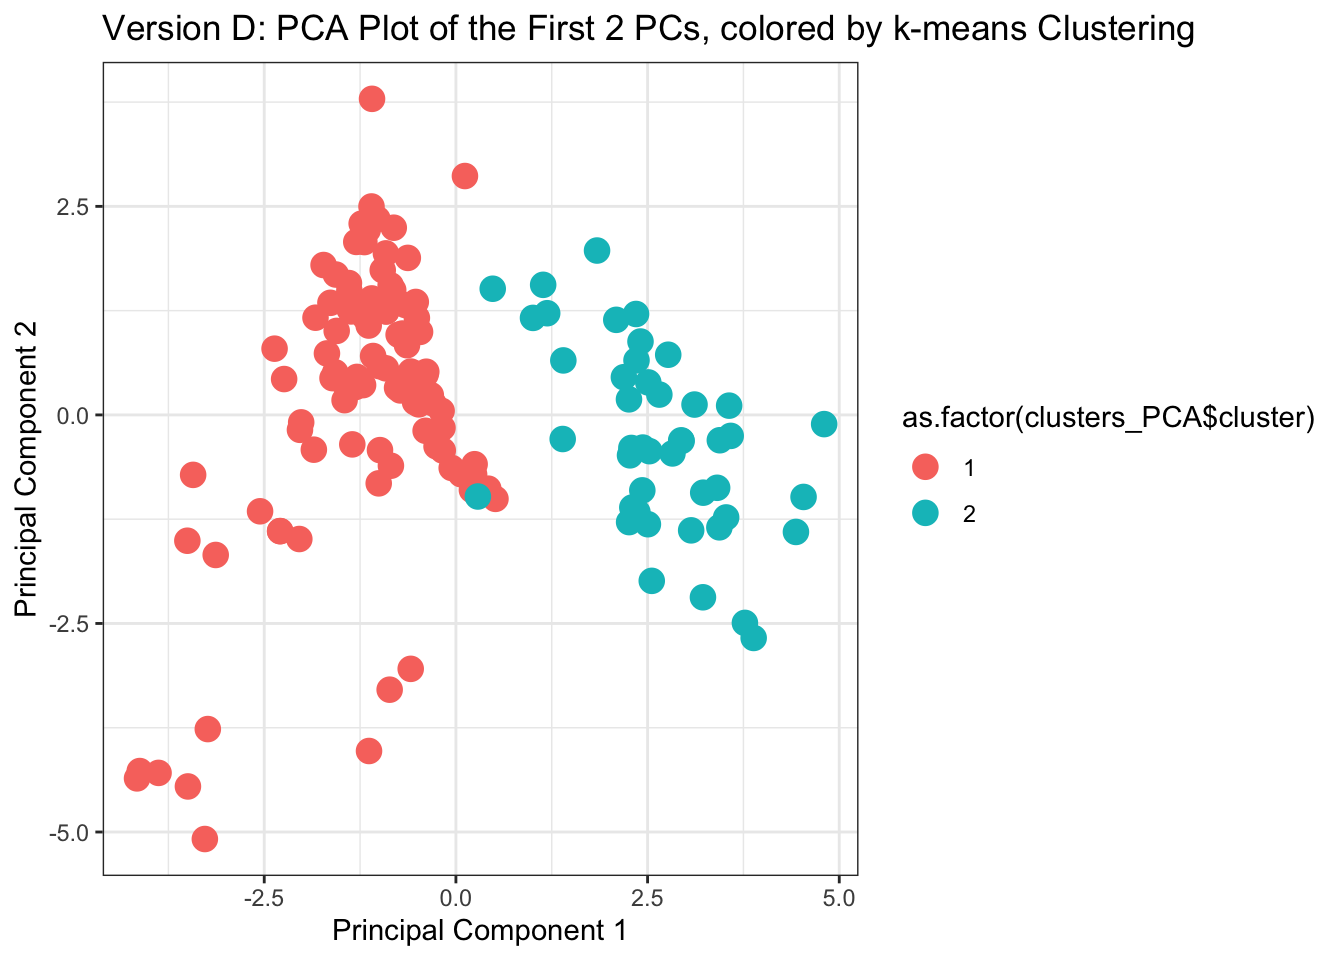 Version D: PCA Plot of the First 2 PCs, colored by k-means Clustering
Principal Component 2
2.5
0.0
-2.5
-5.0
-2.5
0.0
2.5
5.0
Principal Component 1
as.factor(clusters_PCA$cluster)
1
2